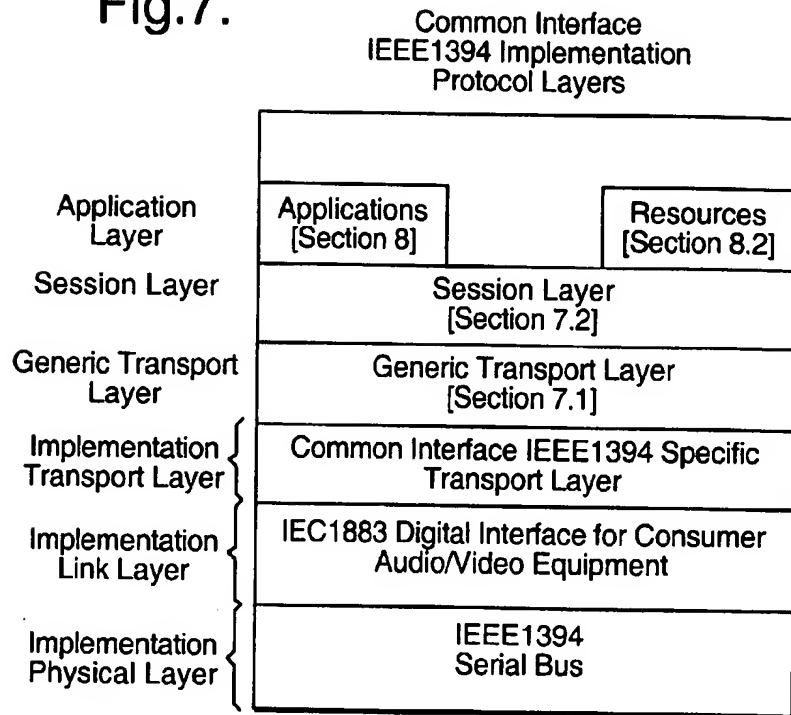 Fig.7.
Common Interface
IEEE1394 Implementation
Protocol Layers
Application
Layer
Applications
[Section 8]
Resources
[Section 8.2]
Session Layer
Session Layer
[Section 7.2]
Generic Transport
Layer
Generic Transport Layer
[Section 7.1]
Implementation
Transport Layer
Common Interface IEEE1394 Specific
Transport Layer
Implementation
Link Layer
IEC1883 Digital Interface for Consumer
Audio/Video Equipment
Implementation
Physical Layer
IEEE1394
Serial Bus